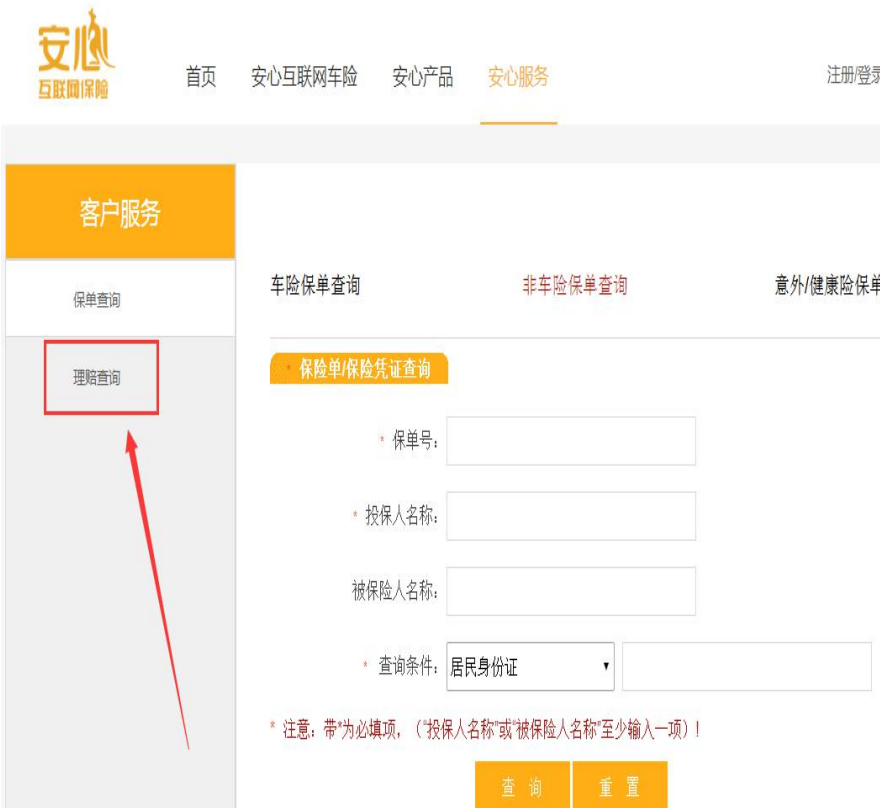 安心
互联网保险
首页 安心互联网车险 安心产品 安心服务 注册/登录
客户服务
保单查询
理赔查询
车险保单查询 非车险保单查询 意外/健康险保单
* 保险单/保险凭证查询
* 保单号:
* 投保人名称:
被保险人名称:
* 查询条件: 居民身份证
* 注意:带*为必填项,(“投保人名称”或“被保险人名称”至少输入一项)!
查 询 重 置